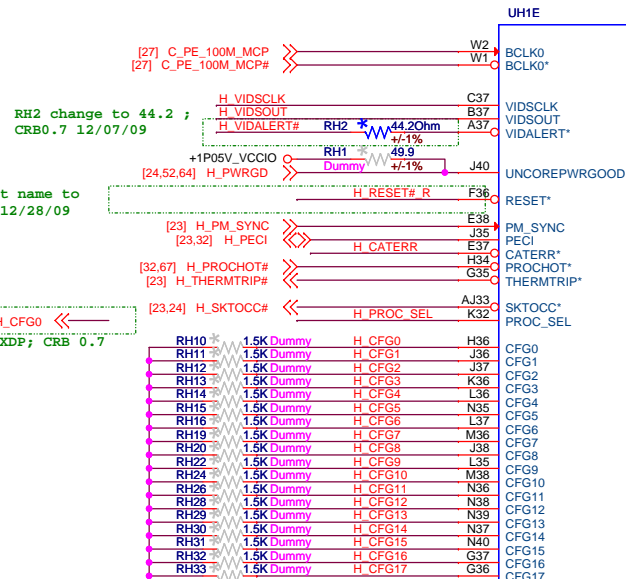 UH1E
[27] C_PE_100M_MCP W2 BCLK0
[27] C_PE_100M_MCP# W1 BCLK0*
H_VIDSCLK C37 VIDSCLK
RH2 change to 44.2 ; H_VIDSOUT B37 VIDSOUT
CRB0.7 12/07/09 H_VIDALERT# RH2 * 44.2Ohm A37 VIDALERT*
+/-1%
+1P05V_VCCIO RH1 * 49.9
Dummy +/-1%
[24,52,64] H_PWRGD J40 UNCOREPWRGOOD
t name to H_RESET#_R F36 RESET*
12/28/09
[23] H_PM_SYNC E38 PM_SYNC
[23,32] H_PECI J35 PECI
H_CATERR E37 CATERR*
[32,67] H_PROCHOT# H34 PROCHOT*
[23] H_THERMTRIP# G35 THERMTRIP*
[23,24] H_SKTOCC# AJ33 SKTOCC*
H_CFG0 H_PROC_SEL K32 PROC_SEL
XDP; CRB 0.7
RH10 * 1.5K Dummy H_CFG0 H36 CFG0
RH11 * 1.5K Dummy H_CFG1 J36 CFG1
RH12 * 1.5K Dummy H_CFG2 J37 CFG2
RH13 * 1.5K Dummy H_CFG3 K36 CFG3
RH14 * 1.5K Dummy H_CFG4 L36 CFG4
RH15 * 1.5K Dummy H_CFG5 N35 CFG5
RH16 * 1.5K Dummy H_CFG6 L37 CFG6
RH19 * 1.5K Dummy H_CFG7 M36 CFG7
RH20 * 1.5K Dummy H_CFG8 J38 CFG8
RH22 * 1.5K Dummy H_CFG9 L35 CFG9
RH24 * 1.5K Dummy H_CFG10 M38 CFG10
RH26 * 1.5K Dummy H_CFG11 N36 CFG11
RH28 * 1.5K Dummy H_CFG12 N38 CFG12
RH29 * 1.5K Dummy H_CFG13 N39 CFG13
RH30 * 1.5K Dummy H_CFG14 N37 CFG14
RH31 * 1.5K Dummy H_CFG15 N40 CFG15
RH32 * 1.5K Dummy H_CFG16 G37 CFG16
RH33 * 1.5K Dummy H_CFG17 G36 CFG17